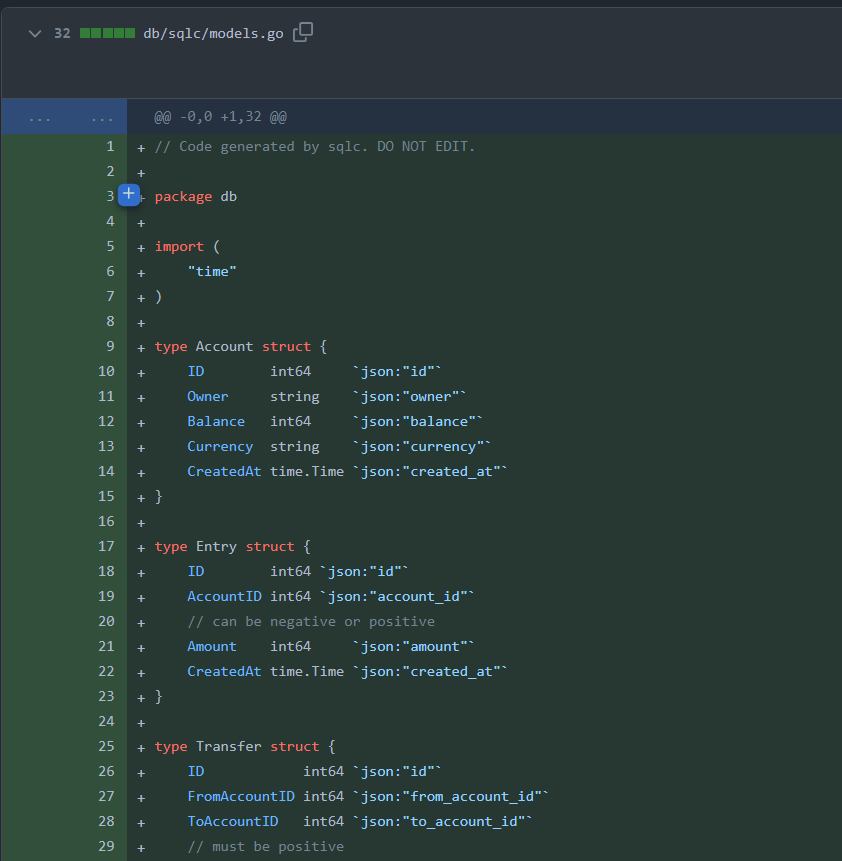 32 db/sqlc/models.go
... ... @@ -0,0 +1,32 @@
1 + // Code generated by sqlc. DO NOT EDIT.
2 +
3 + package db
4 +
5 + import (
6 + "time"
7 + )
8 +
9 + type Account struct {
10 + ID int64 `json:"id"`
11 + Owner string `json:"owner"`
12 + Balance int64 `json:"balance"`
13 + Currency string `json:"currency"`
14 + CreatedAt time.Time `json:"created_at"`
15 + }
16 +
17 + type Entry struct {
18 + ID int64 `json:"id"`
19 + AccountID int64 `json:"account_id"`
20 + // can be negative or positive
21 + Amount int64 `json:"amount"`
22 + CreatedAt time.Time `json:"created_at"`
23 + }
24 +
25 + type Transfer struct {
26 + ID int64 `json:"id"`
27 + FromAccountID int64 `json:"from_account_id"`
28 + ToAccountID int64 `json:"to_account_id"`
29 + // must be positive